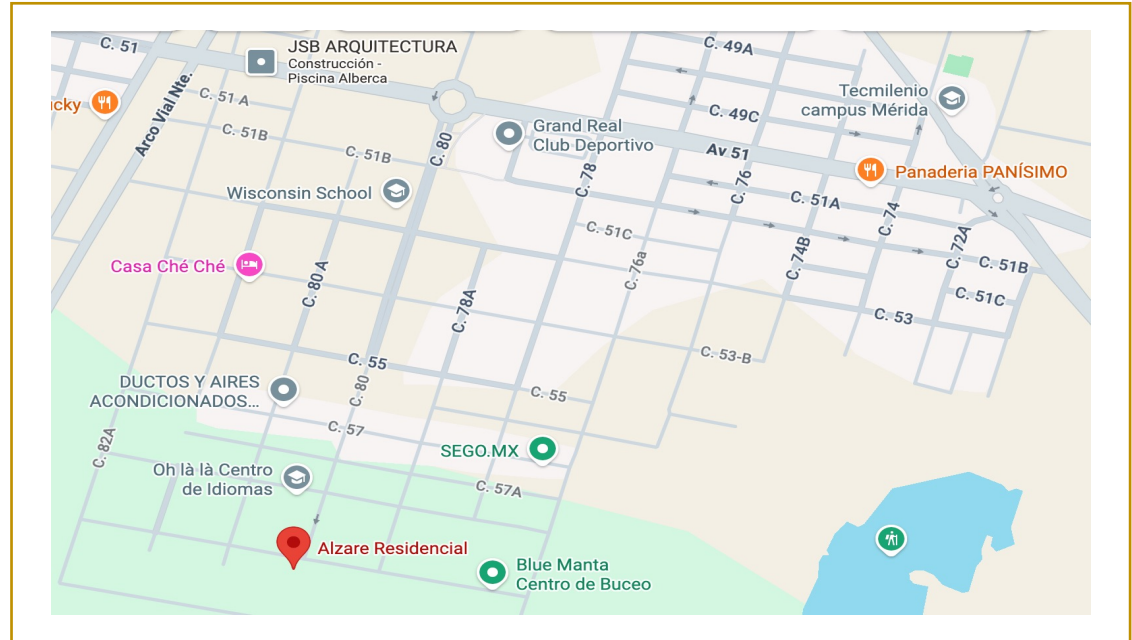 C. 51
JSB ARQUITECTURA
Construcción -
Piscina Alberca
C. 49A
icky
Arco Vial Nte.
C. 51 A
C. 51B
C. 51B
C. 80
Grand Real
Club Deportivo
C. 49C
Tecmilenio
campus Mérida
Av 51
Panaderia PANÍSIMO
Wisconsin School
C. 78
C. 76
C. 51A
C. 74
C. 51C
C. 76a
C. 74B
C. 72A
C. 51B
Casa Ché Ché
C. 80 A
C. 78A
C. 51C
C. 53
C. 55
C. 53-B
DUCTOS Y AIRES
ACONDICIONADOS...
C. 80
C. 55
C. 57
C. 82A
SEGO.MX
Oh là là Centro
de Idiomas
C. 57A
Alzare Residencial
Blue Manta
Centro de Buceo